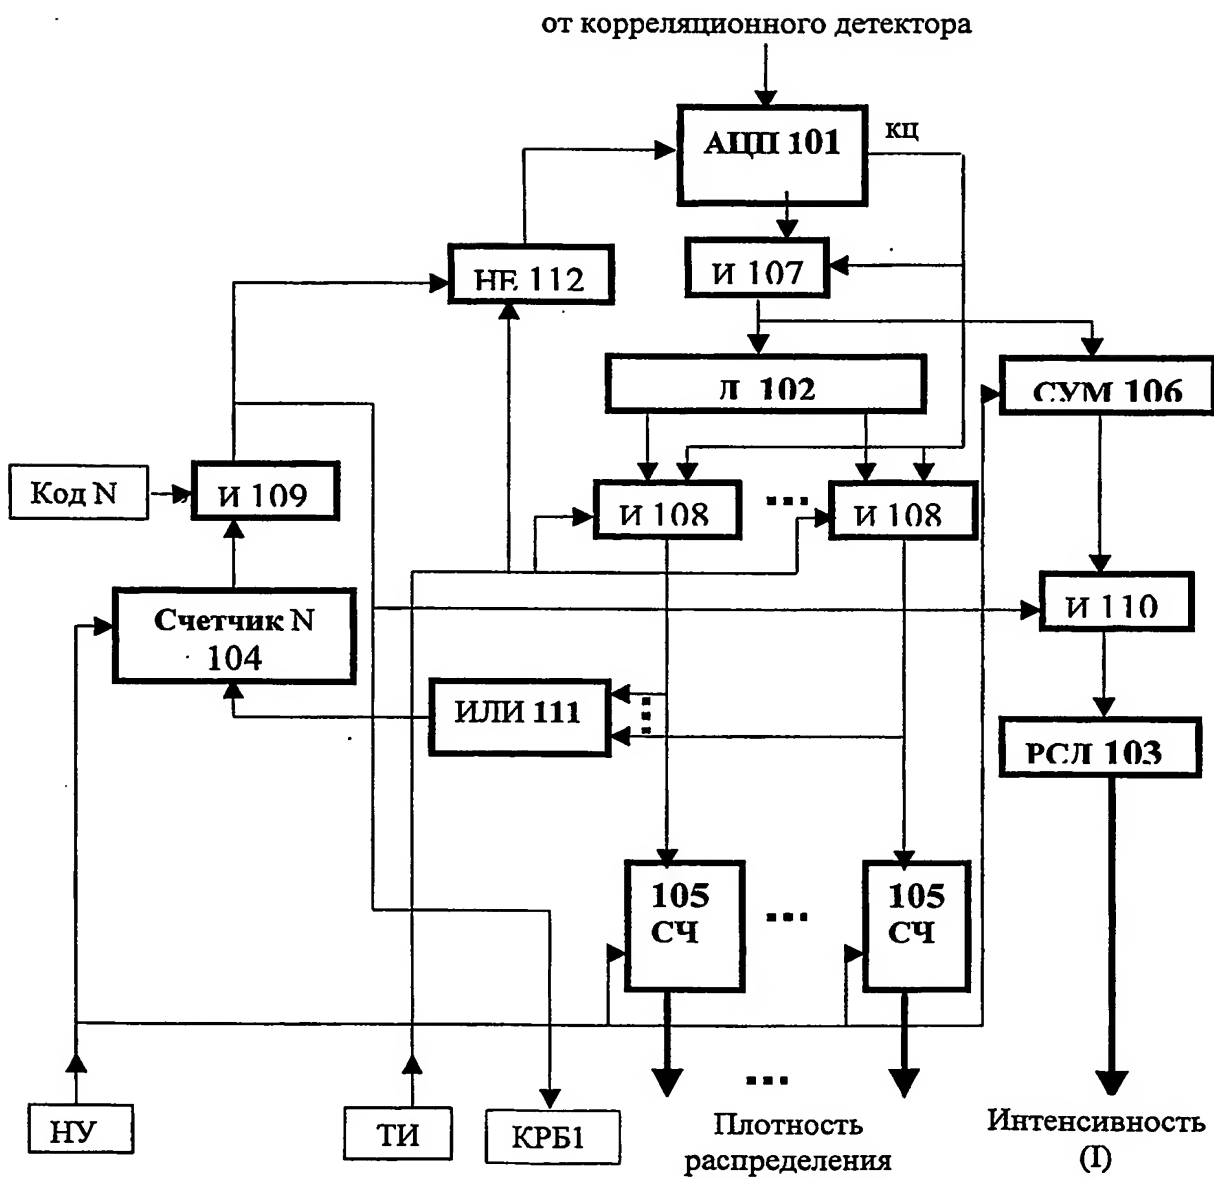 от корреляционного детектора
АЦП 101
кц
И 107
НЕ 112
Л 102
СУМ 106
Код N
И 109
И 108
...
И 108
Счетчик N
104
И 110
ИЛИ 111
РСЛ 103
105
СЧ
...
105
СЧ
НУ
ТИ
КРБ1
...
Плотность
распределения
Интенсивность
(I)